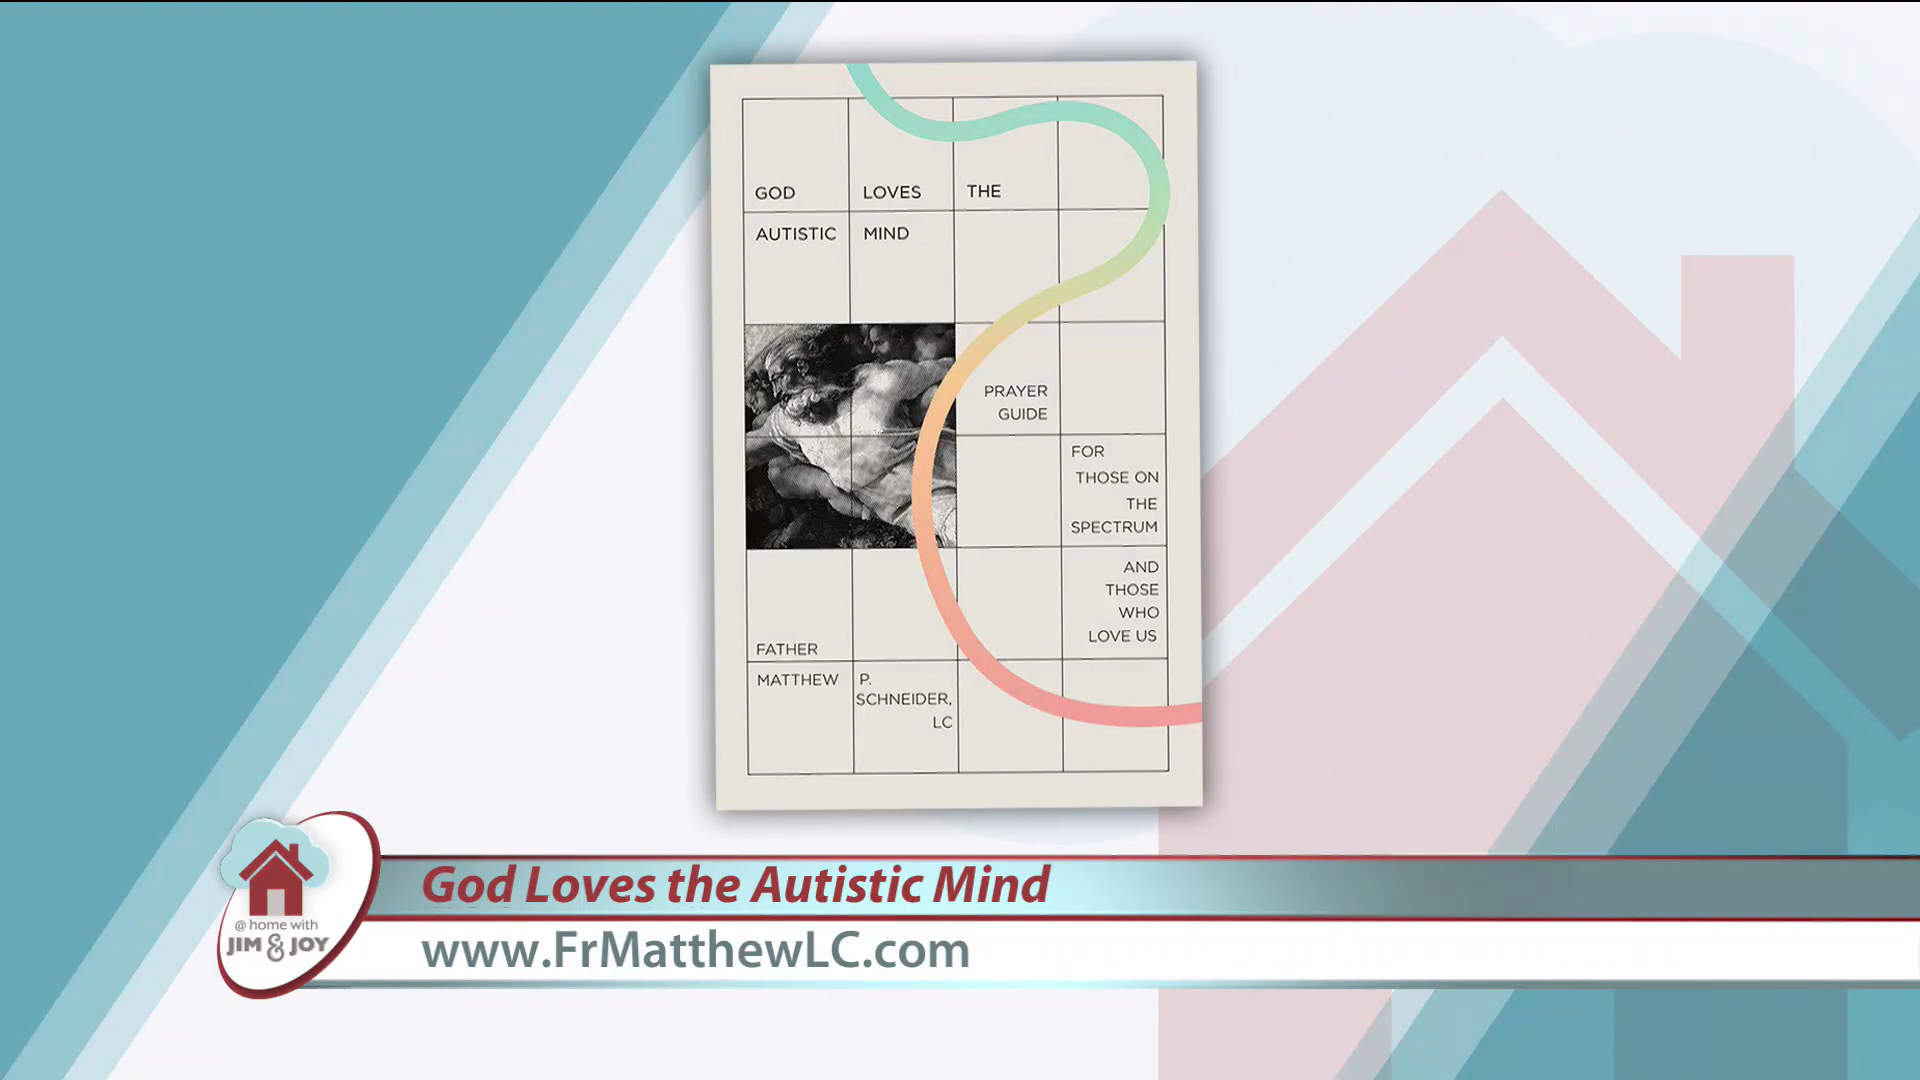 GOD LOVES THE
AUTISTIC MIND
PRAYER
GUIDE
FOR
THOSE ON
THE
SPECTRUM
AND
THOSE
WHO
LOVE US
FATHER
MATTHEW P.
SCHNEIDER,
LC
God Loves the Autistic Mind
www.FrMatthewLC.com
@ home with
JIM & JOY